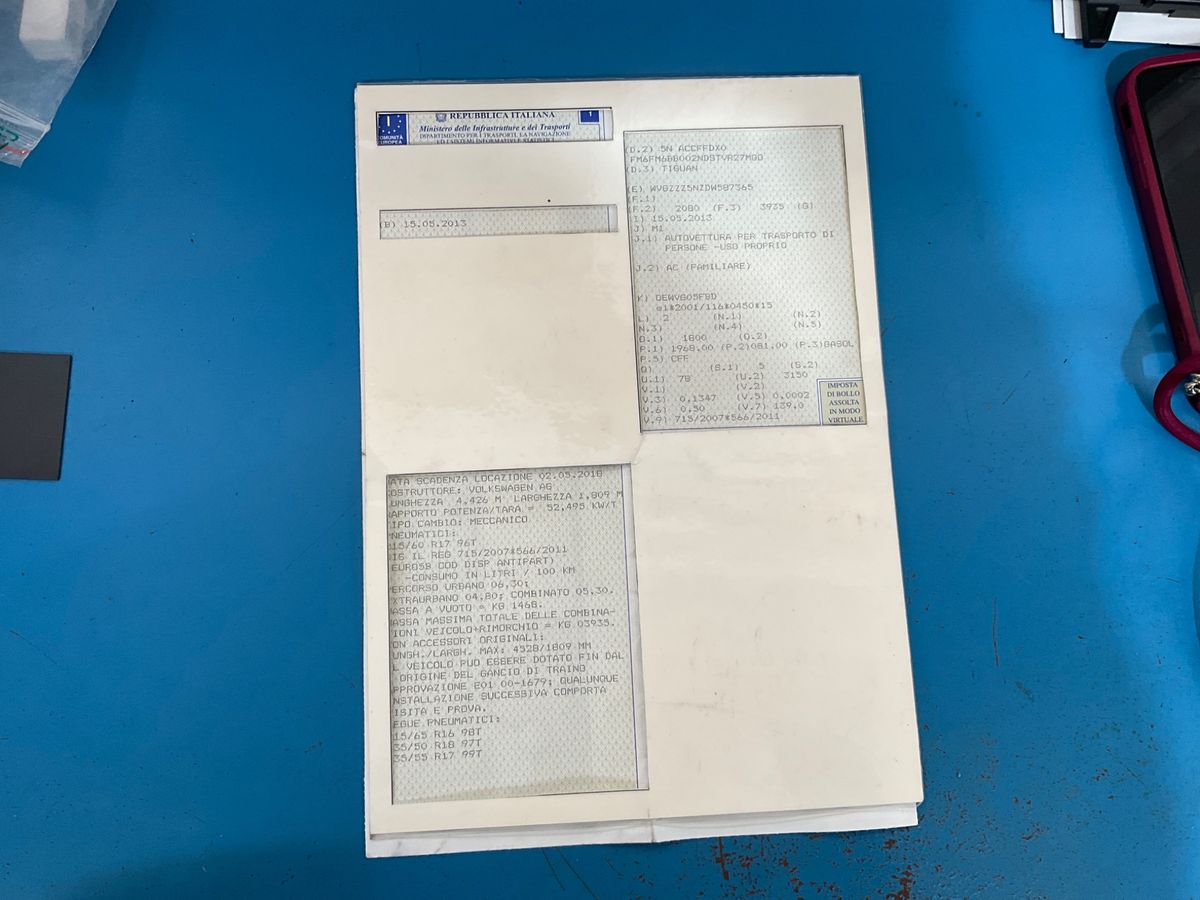 COMUNITÀ
EUROPEA
REPUBBLICA ITALIANA
Ministero delle Infrastrutture e dei Trasporti
DIPARTIMENTO PER I TRASPORTI, LA NAVIGAZIONE
ED I SISTEMI INFORMATIVI E STATISTICI
1
(B) 15.05.2013
(D.2) 5N ACCFFDX0
FM6FM6BB002NDSTVR27MGO
(D.3) TIGUAN
(E) WVGZZZ5NZDW587365
(F.1)
(F.2) 2080 (F.3) 3935 (G)
(I) 15.05.2013
(J) M1
J.1) AUTOVETTURA PER TRASPORTO DI
PERSONE -USO PROPRIO
J.2) AC (FAMILIARE)
K) OEWVG05F8D
e1*2001/116*0450*15
L) 2 (N.1) (N.2)
N.3) (N.4) (N.5)
O.1) 1800 (O.2)
P.1) 1968,00 (P.2)081,00 (P.3)GASOL
P.5) CFF
Q) (S.1) 5 (S.2)
U.1) 78 (U.2) 3150
V.1) (V.2)
V.3) 0,1347 (V.5) 0,0002
V.6) 0,50 (V.7) 139,0
V.9) 715/2007*566/2011
IMPOSTA
DI BOLLO
ASSOLTA
IN MODO
VIRTUALE
ATA SCADENZA LOCAZIONE 02.05.2018
OSTRUTTORE: VOLKSWAGEN AG
UNGHEZZA 4,426 M LARGHEZZA 1,809 M
APPORTO POTENZA/TARA = 52,495 KW/T
IPO CAMBIO: MECCANICO
NEUMATICI:
15/60 R17 96T
IG IL REG 715/2007*566/2011
EURO5B COD DISP ANTIPART)
-CONSUMO IN LITRI / 100 KM
ERCORSO URBANO 06,30;
XTRAURBANO 04,80; COMBINATO 05,30.
ASSA A VUOTO = KG 1468.
ASSA MASSIMA TOTALE DELLE COMBINA-
IONI VEICOLO+RIMORCHIO = KG 03935.
ON ACCESSORI ORIGINALI:
UNGH./LARGH. MAX: 4528/1809 MM
L VEICOLO PUO ESSERE DOTATO FIN DAL
ORIGINE DEL GANCIO DI TRAINO
PPROVAZIONE E01 00-1679; QUALUNQUE
NSTALLAZIONE SUCCESSIVA COMPORTA
ISITA E PROVA.
EGUE PNEUMATICI:
15/65 R16 98T
35/50 R18 97T
35/55 R17 99T